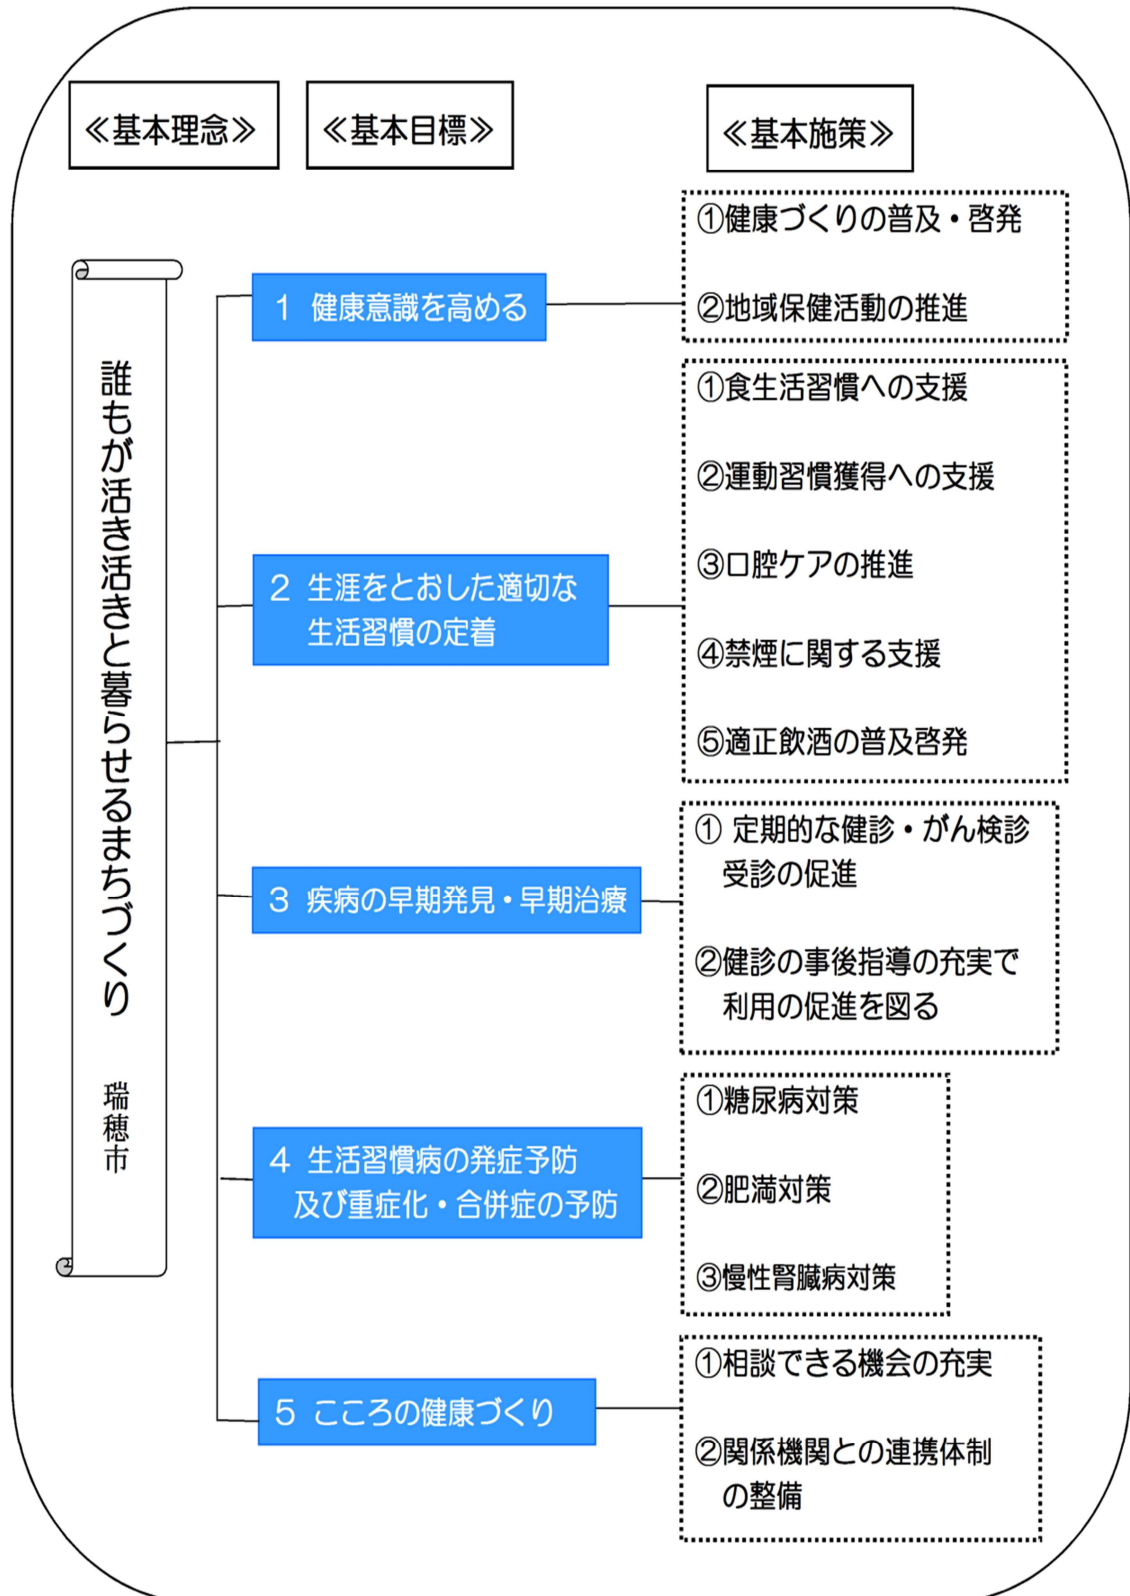 ≪基本理念≫
≪基本目標≫
≪基本施策≫
誰もが活き活きと暮らせるまちづくり 瑞穂市
1 健康意識を高める
①健康づくりの普及・啓発
②地域保健活動の推進
2 生涯をとおした適切な
生活習慣の定着
①食生活習慣への支援
②運動習慣獲得への支援
③口腔ケアの推進
④禁煙に関する支援
⑤適正飲酒の普及啓発
3 疾病の早期発見・早期治療
① 定期的な健診・がん検診
受診の促進
②健診の事後指導の充実で
利用の促進を図る
4 生活習慣病の発症予防
及び重症化・合併症の予防
①糖尿病対策
②肥満対策
③慢性腎臓病対策
5 こころの健康づくり
①相談できる機会の充実
②関係機関との連携体制
の整備